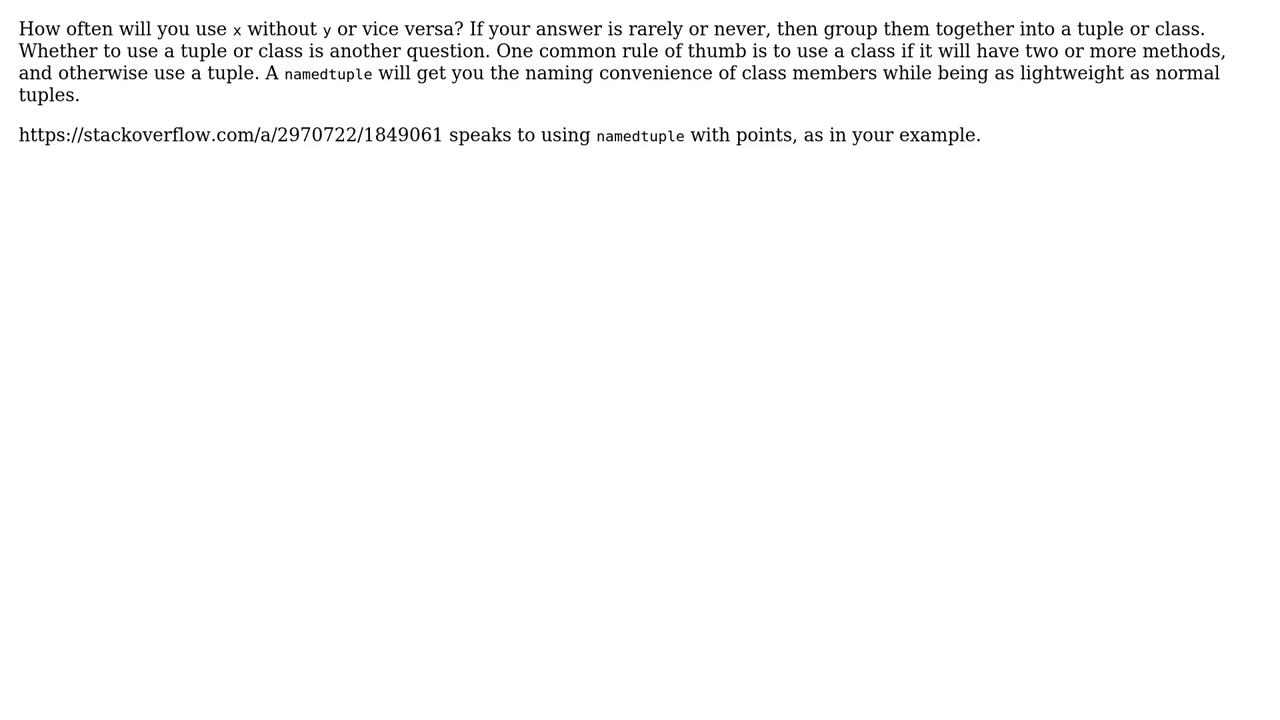 How often will you use x without y or vice versa? If your answer is rarely or never, then group them together into a tuple or class.
Whether to use a tuple or class is another question. One common rule of thumb is to use a class if it will have two or more methods,
and otherwise use a tuple. A namedtuple will get you the naming convenience of class members while being as lightweight as normal
tuples.
https://stackoverflow.com/a/2970722/1849061 speaks to using namedtuple with points, as in your example.